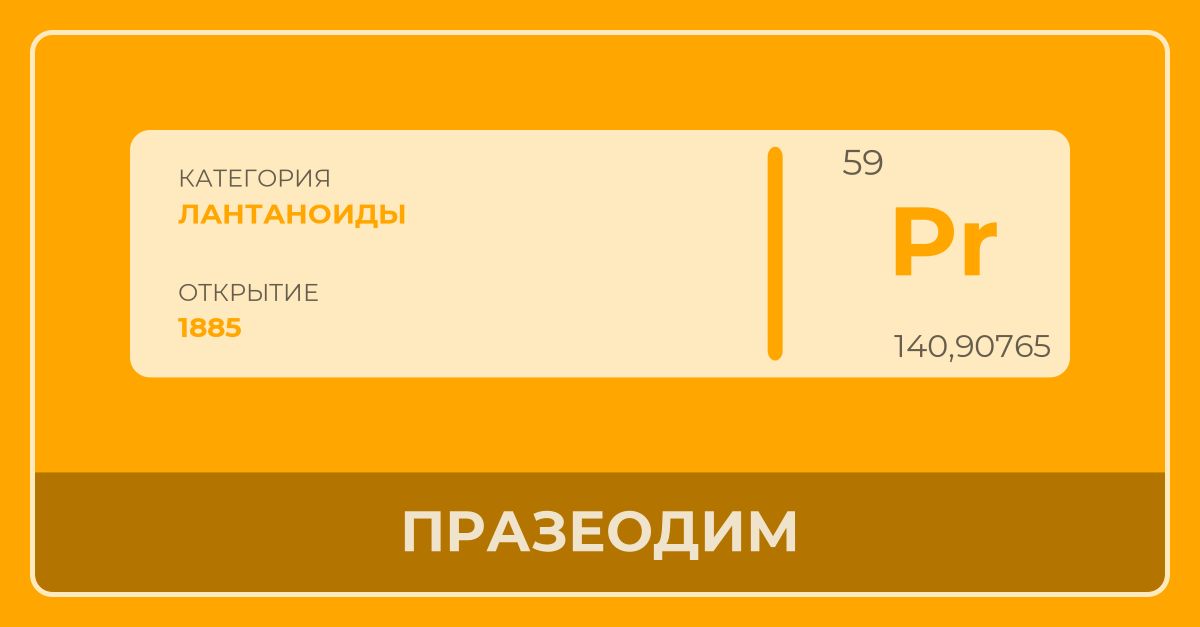 КАТЕГОРИЯ
ЛАНТАНОИДЫ
ОТКРЫТИЕ
1885
59
Pr
140,90765
ПРАЗЕОДИМ